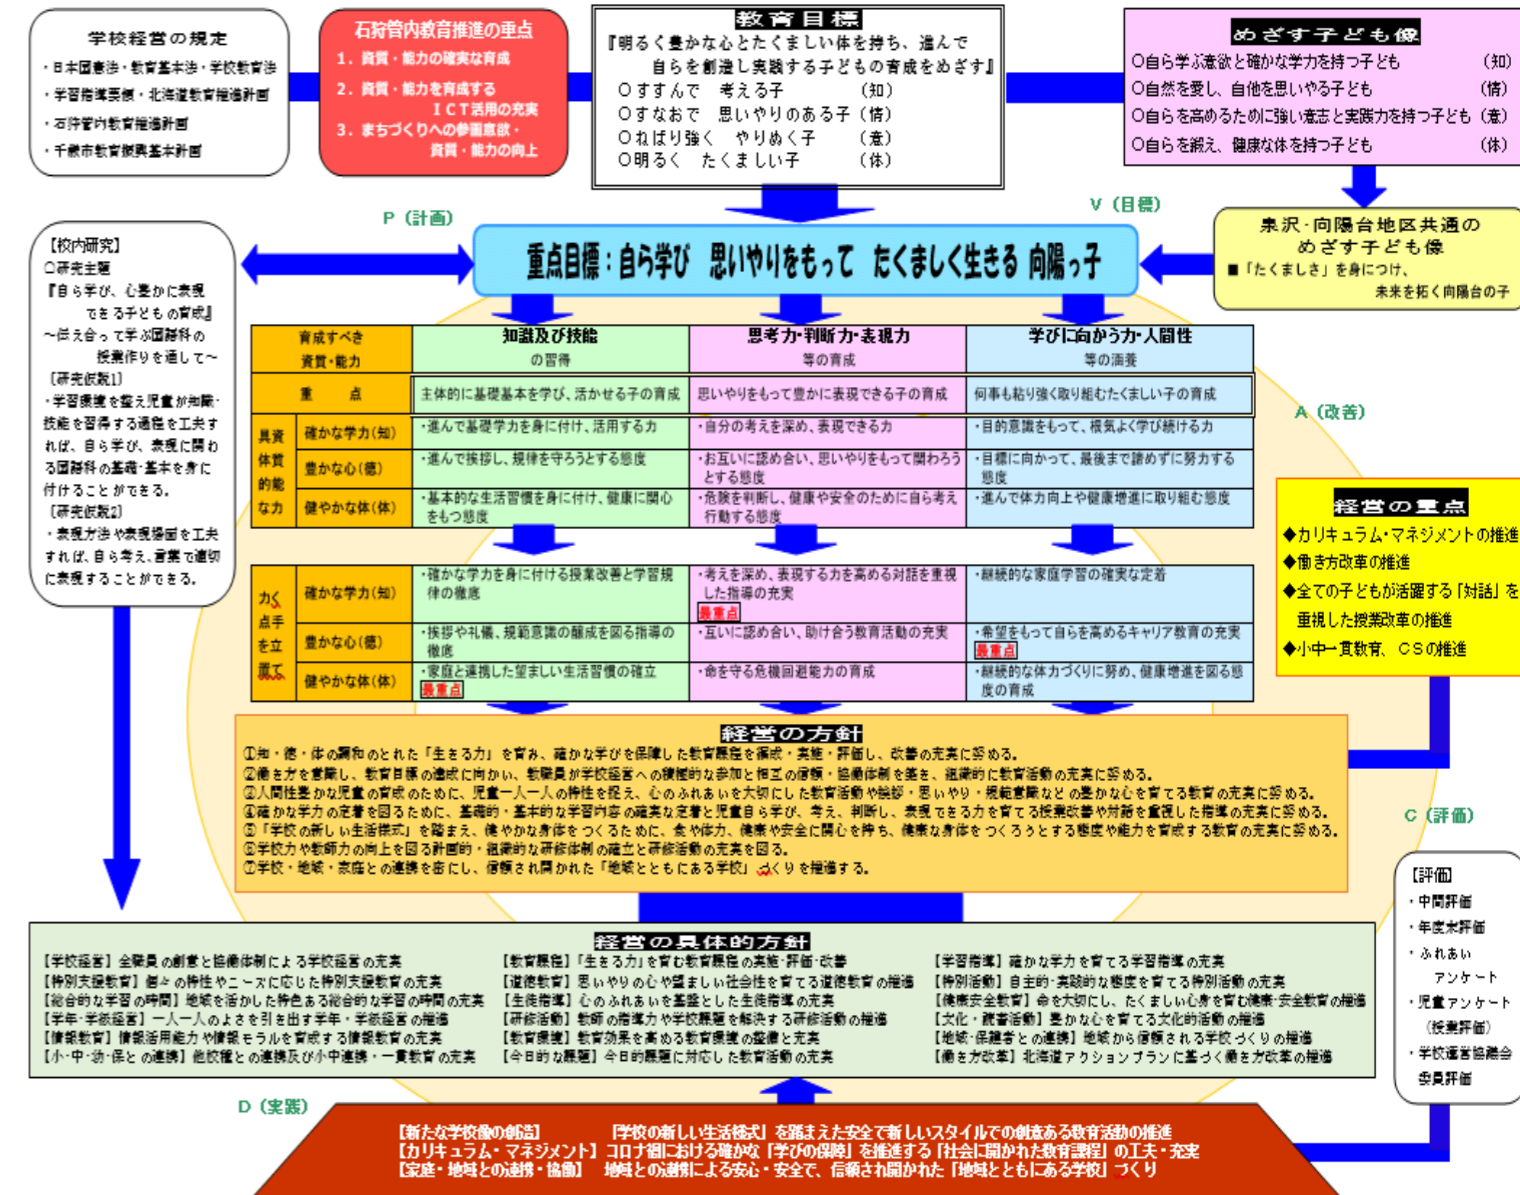 学校経営の規定
・日本国憲法・教育基本法・学校教育法
・学習指導要領・北海道教育推進計画
・石狩管内教育推進計画
・千歳市教育振興基本計画
石狩管内教育推進の重点
1. 資質・能力の確実な育成
2. 資質・能力を育成する
ICT活用の充実
3. まちづくりへの参画意欲・
資質・能力の向上
教育目標
『明るく豊かな心とたくましい体を持ち、進んで
自らを創造し実践する子どもの育成をめざす』
○すすんで 考える子 (知)
○すなおで 思いやりのある子 (情)
○ねばり強く やりぬく子 (意)
○明るく たくましい子 (体)
めざす子ども像
○自ら学ぶ意欲と確かな学力を持つ子ども (知)
○自然を愛し、自他を思いやる子ども (情)
○自らを高めるために強い意志と実践力を持つ子ども (意)
○自らを鍛え、健康な体を持つ子ども (体)
P (計画)
V (目標)
重点目標:自ら学び 思いやりをもって たくましく生きる 向陽っ子
泉沢・向陽台地区共通の
めざす子ども像
■「たくましさ」を身につけ、
未来を拓く向陽台の子
【校内研究】
○研究主題
『自ら学び、心豊かに表現
できる子どもの育成』
~伝え合って学ぶ国語科の
授業作りを通して~
[研究仮説1]
・学習環境を整え児童が知識・
技能を習得する過程を工夫す
れば、自ら学び、表現に関わ
る国語科の基礎・基本を身に
付けることができる。
[研究仮説2]
・表現方法や表現場面を工夫
すれば、自ら考え、言葉で適切
に表現することができる。
育成すべき
資質・能力
知識及び技能
の習得
思考力・判断力・表現力
等の育成
学びに向かう力・人間性
等の涵養
重 点
主体的に基礎基本を学び、活かせる子の育成
思いやりをもって豊かに表現できる子の育成
何事も粘り強く取り組むたくましい子の育成
具資
体質
的能
な力
確かな学力(知)
・進んで基礎学力を身に付け、活用する力
・自分の考えを深め、表現できる力
・目的意識をもって、根気よく学び続ける力
豊かな心(徳)
・進んで挨拶し、規律を守ろうとする態度
・お互いに認め合い、思いやりをもって関わろう
とする態度
・目標に向かって、最後まで諦めずに努力する
態度
健やかな体(体)
・基本的な生活習慣を身に付け、健康に関心
をもつ態度
・危険を判断し、健康や安全のために自ら考え
行動する態度
・進んで体力向上や健康増進に取り組む態度
力く
点手
を立
置て
確かな学力(知)
・確かな学力を身に付ける授業改善と学習規
律の徹底
・考えを深め、表現する力を高める対話を重視
した指導の充実
最重点
・継続的な家庭学習の確実な定着
豊かな心(徳)
・挨拶や礼儀、規範意識の醸成を図る指導の
徹底
・互いに認め合い、助け合う教育活動の充実
・希望をもって自らを高めるキャリア教育の充実
最重点
健やかな体(体)
・家庭と連携した望ましい生活習慣の確立
最重点
・命を守る危機回避能力の育成
・継続的な体力づくりに努め、健康増進を図る態
度の育成
A (改善)
経営の重点
◆カリキュラム・マネジメントの推進
◆働き方改革の推進
◆全ての子どもが活躍する「対話」を
重視した授業改革の推進
◆小中一貫教育、CSの推進
経営の方針
①知・徳・体の調和のとれた「生きる力」を育み、確かな学びを保障した教育課程を編成・実施・評価し、改善の充実に努める。
②働き方を意識し、教育目標の達成に向かい、教職員が学校経営への積極的な参加と相互の信頼・協働体制を築き、組織的に教育活動の充実に努める。
③人間性豊かな児童の育成のために、児童一人一人の特性を捉え、心のふれあいを大切にした教育活動や挨拶・思いやり・規範意識などの豊かな心を育てる教育の充実に努める。
④確かな学力の定着を図るために、基礎的・基本的な学習内容の確実な定着と児童自ら学び、考え、判断し、表現できる力を育てる授業改善や対話を重視した指導の充実に努める。
⑤「学校の新しい生活様式」を踏まえ、健やかな身体をつくるために、食や体力、健康や安全に関心を持ち、健康な身体をつくろうとする態度や能力を育成する教育の充実に努める。
⑥学校力や教師力の向上を図る計画的・組織的な研修体制の確立と研修活動の充実を図る。
⑦学校・地域・家庭との連携を密にし、信頼され開かれた「地域とともにある学校」づくりを推進する。
C (評価)
【評価】
・中間評価
・年度末評価
・ふれあい
アンケート
・児童アンケート
(授業評価)
・学校運営協議会
委員評価
経営の具体的方針
【学校経営】全職員の創意と協働体制による学校経営の充実
【教育課程】「生きる力」を育む教育課程の実施・評価・改善
【学習指導】確かな学力を育てる学習指導の充実
【特別支援教育】個々の特性やニーズに応じた特別支援教育の充実
【道徳教育】思いやりの心や望ましい社会性を育てる道徳教育の推進
【特別活動】自主的・実践的な態度を育てる特別活動の充実
【総合的な学習の時間】地域を活かした特色ある総合的な学習の時間の充実
【生徒指導】心のふれあいを基盤とした生徒指導の充実
【健康安全教育】命を大切にし、たくましい心身を育む健康・安全教育の推進
【学年・学級経営】一人一人のよさを引き出す学年・学級経営の推進
【研修活動】教師の指導力や学校課題を解決する研修活動の推進
【文化・読書活動】豊かな心を育てる文化的活動の推進
【情報教育】情報活用能力や情報モラルを育成する情報教育の充実
【教育環境】教育効果を高める教育環境の整備と充実
【地域・保護者との連携】地域から信頼される学校づくりの推進
【小・中・幼・保との連携】他校種との連携及び小中連携・一貫教育の充実
【今日的な課題】今日的課題に対応した教育活動の充実
【働き方改革】北海道アクションプランに基づく働き方改革の推進
D (実践)
【新たな学校像の創造】 『学校の新しい生活様式』を踏まえた安全で新しいスタイルでの創意ある教育活動の推進
【カリキュラム・マネジメント】 コロナ禍における確かな「学びの保障」を推進する「社会に開かれた教育課程」の工夫・充実
【家庭・地域との連携・協働】 地域との連携による安心・安全で、信頼され開かれた「地域とともにある学校」づくり